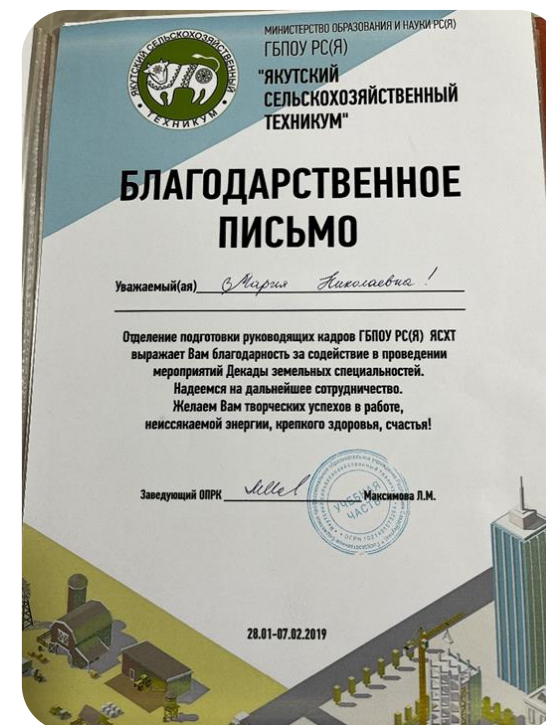 МИНИСТЕРСТВО ОБРАЗОВАНИЯ И НАУКИ РС(Я)
ГБПОУ РС(Я)
"ЯКУТСКИЙ
СЕЛЬСКОХОЗЯЙСТВЕННЫЙ
ТЕХНИКУМ"
ЯКУТСКИЙ СЕЛЬСКОХОЗЯЙСТВЕННЫЙ
ТЕХНИКУМ
БЛАГОДАРСТВЕННОЕ
ПИСЬМО
Уважаемый(ая) Мария Николаевна!
Отделение подготовки руководящих кадров ГБПОУ РС(Я) ЯСХТ
выражает Вам благодарность за содействие в проведении
мероприятий Декады земельных специальностей.
Надеемся на дальнейшее сотрудничество.
Желаем Вам творческих успехов в работе,
неиссякаемой энергии, крепкого здоровья, счастья!
Заведующий ОПРК Максимова Л.М.
УЧЕБНАЯ
ЧАСТЬ
28.01-07.02.2019